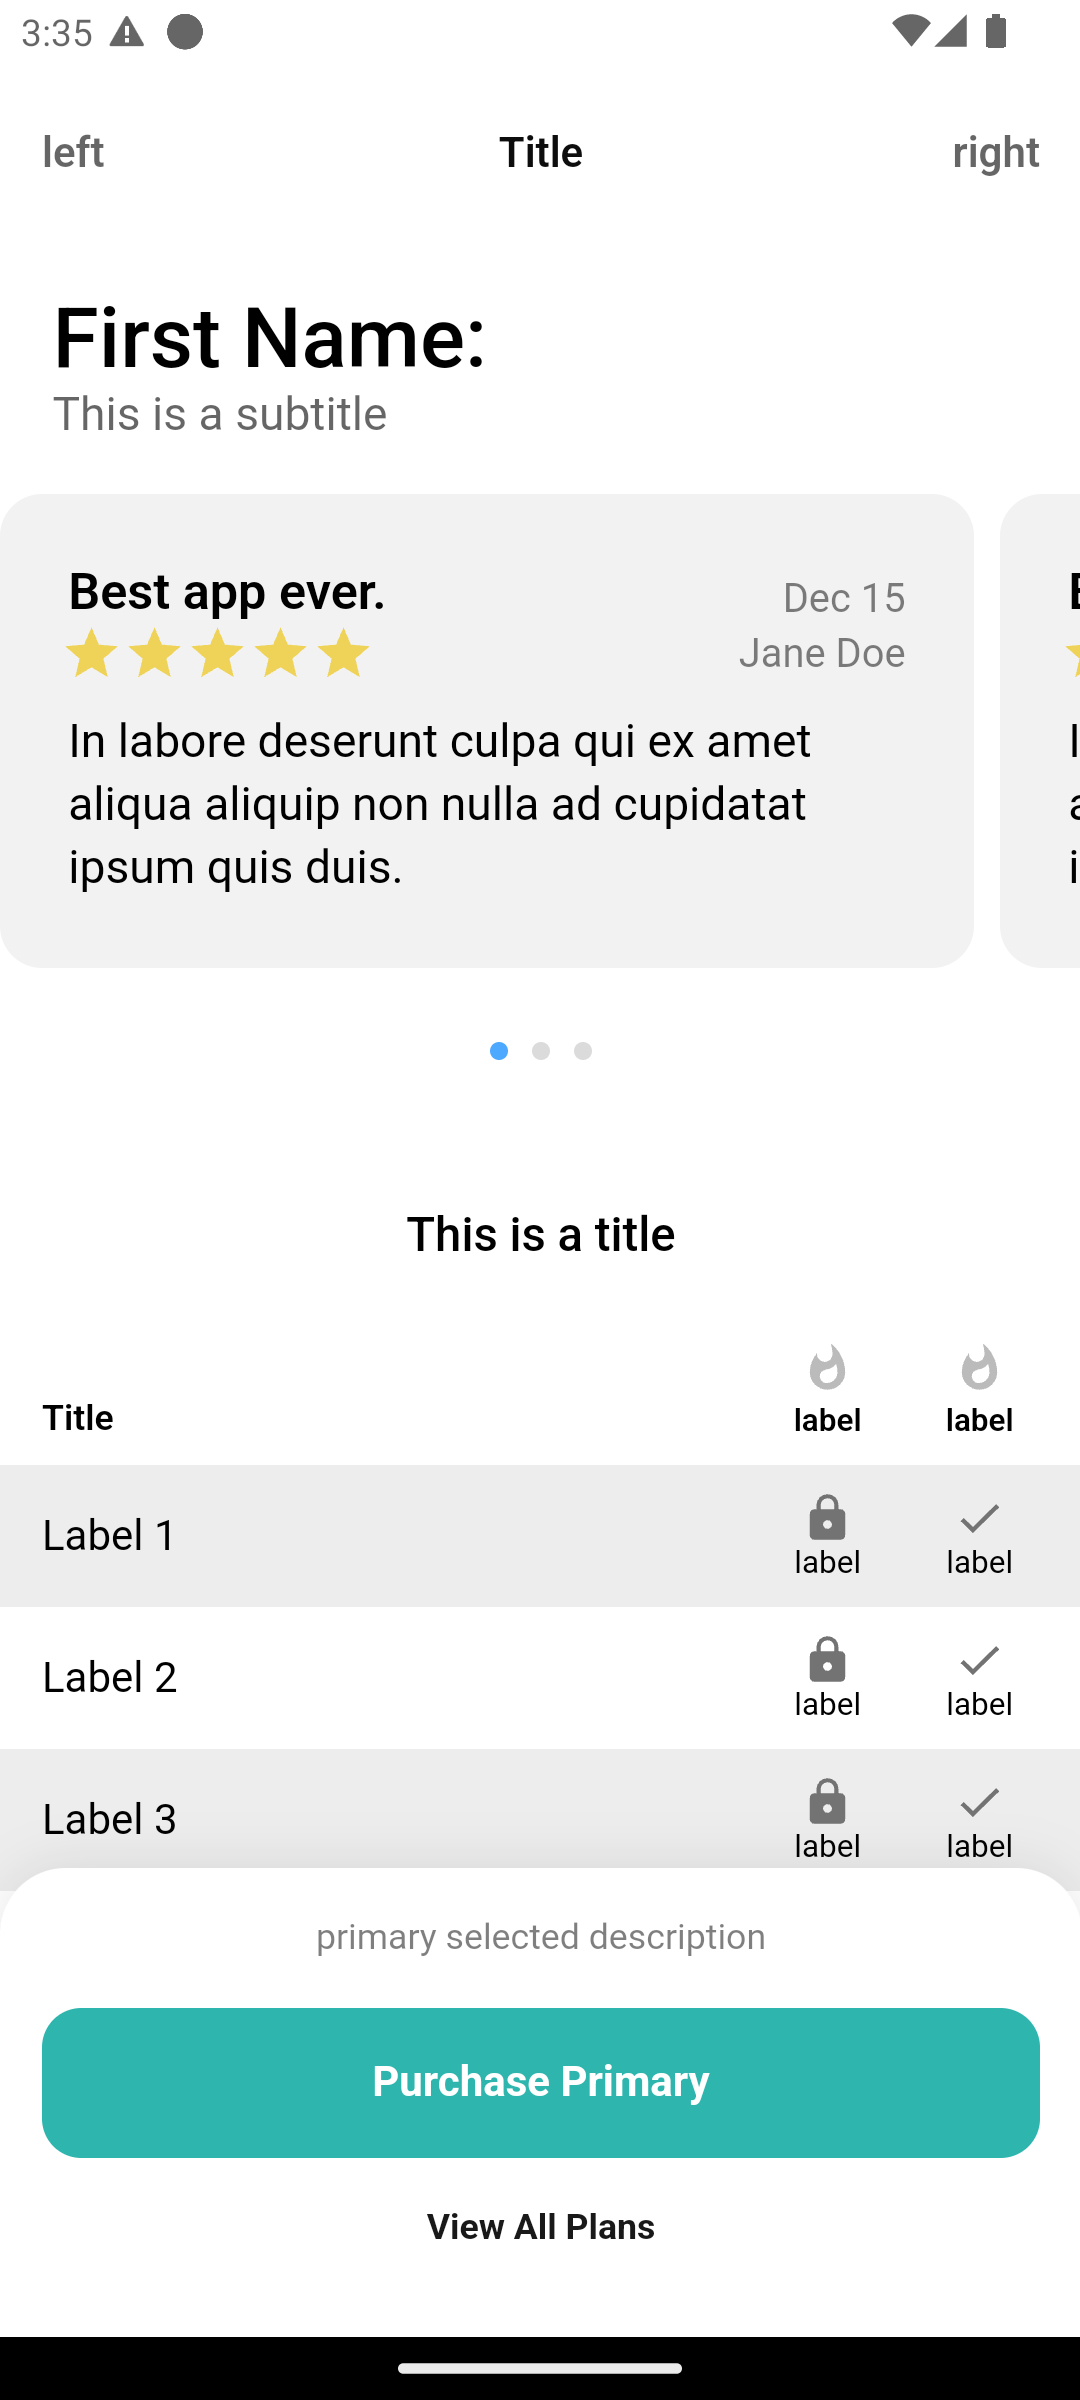 3:35
left Title right
First Name:
This is a subtitle
Best app ever.
Dec 15
Jane Doe
In labore deserunt culpa qui ex amet
aliqua aliquip non nulla ad cupidatat
ipsum quis duis.
This is a title
Title label label
Label 1 label label
Label 2 label label
Label 3 label label
primary selected description
Purchase Primary
View All Plans